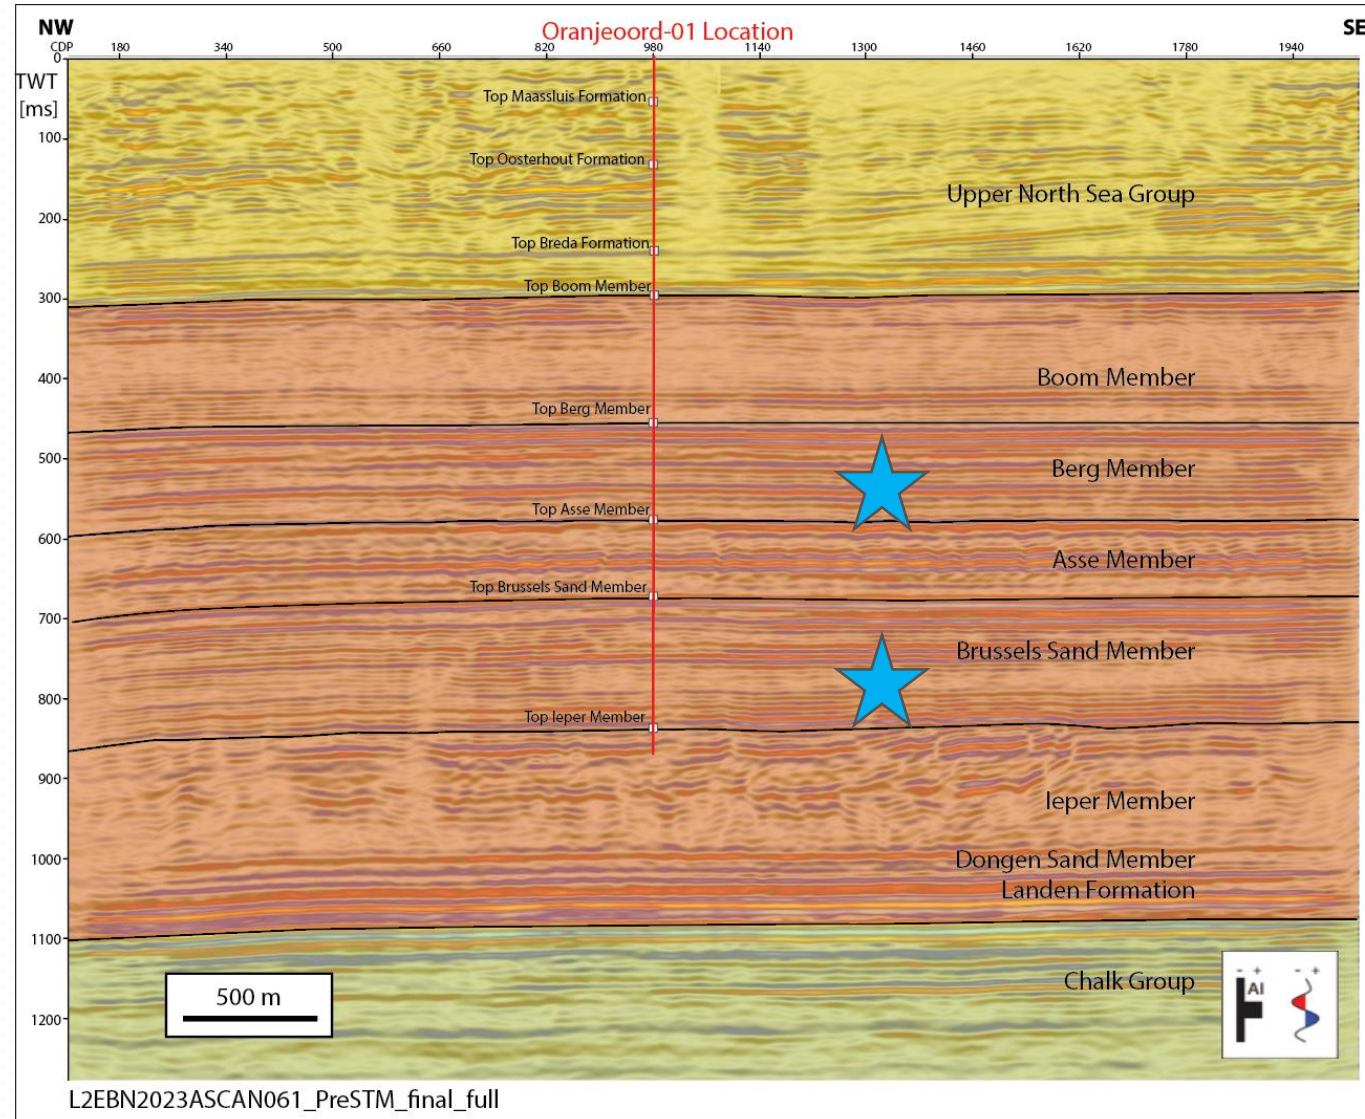 NW
Oranjeoord-01 Location
SE
CDP 180 340 500 660 820 980 1140 1300 1460 1620 1780 1940
0
TWT
[ms]
Top Maassluis Formation
100
Top Oosterhout Formation
Upper North Sea Group
200
Top Breda Formation
Top Boom Member
300
Boom Member
400
Top Berg Member
Berg Member
500
Top Asse Member
600
Asse Member
Top Brussels Sand Member
700
Brussels Sand Member
800
Top Ieper Member
900
Ieper Member
1000
Dongen Sand Member
Landen Formation
1100
Chalk Group
- + - +
AI
500 m
1200
L2EBN2023ASCAN061_PreSTM_final_full